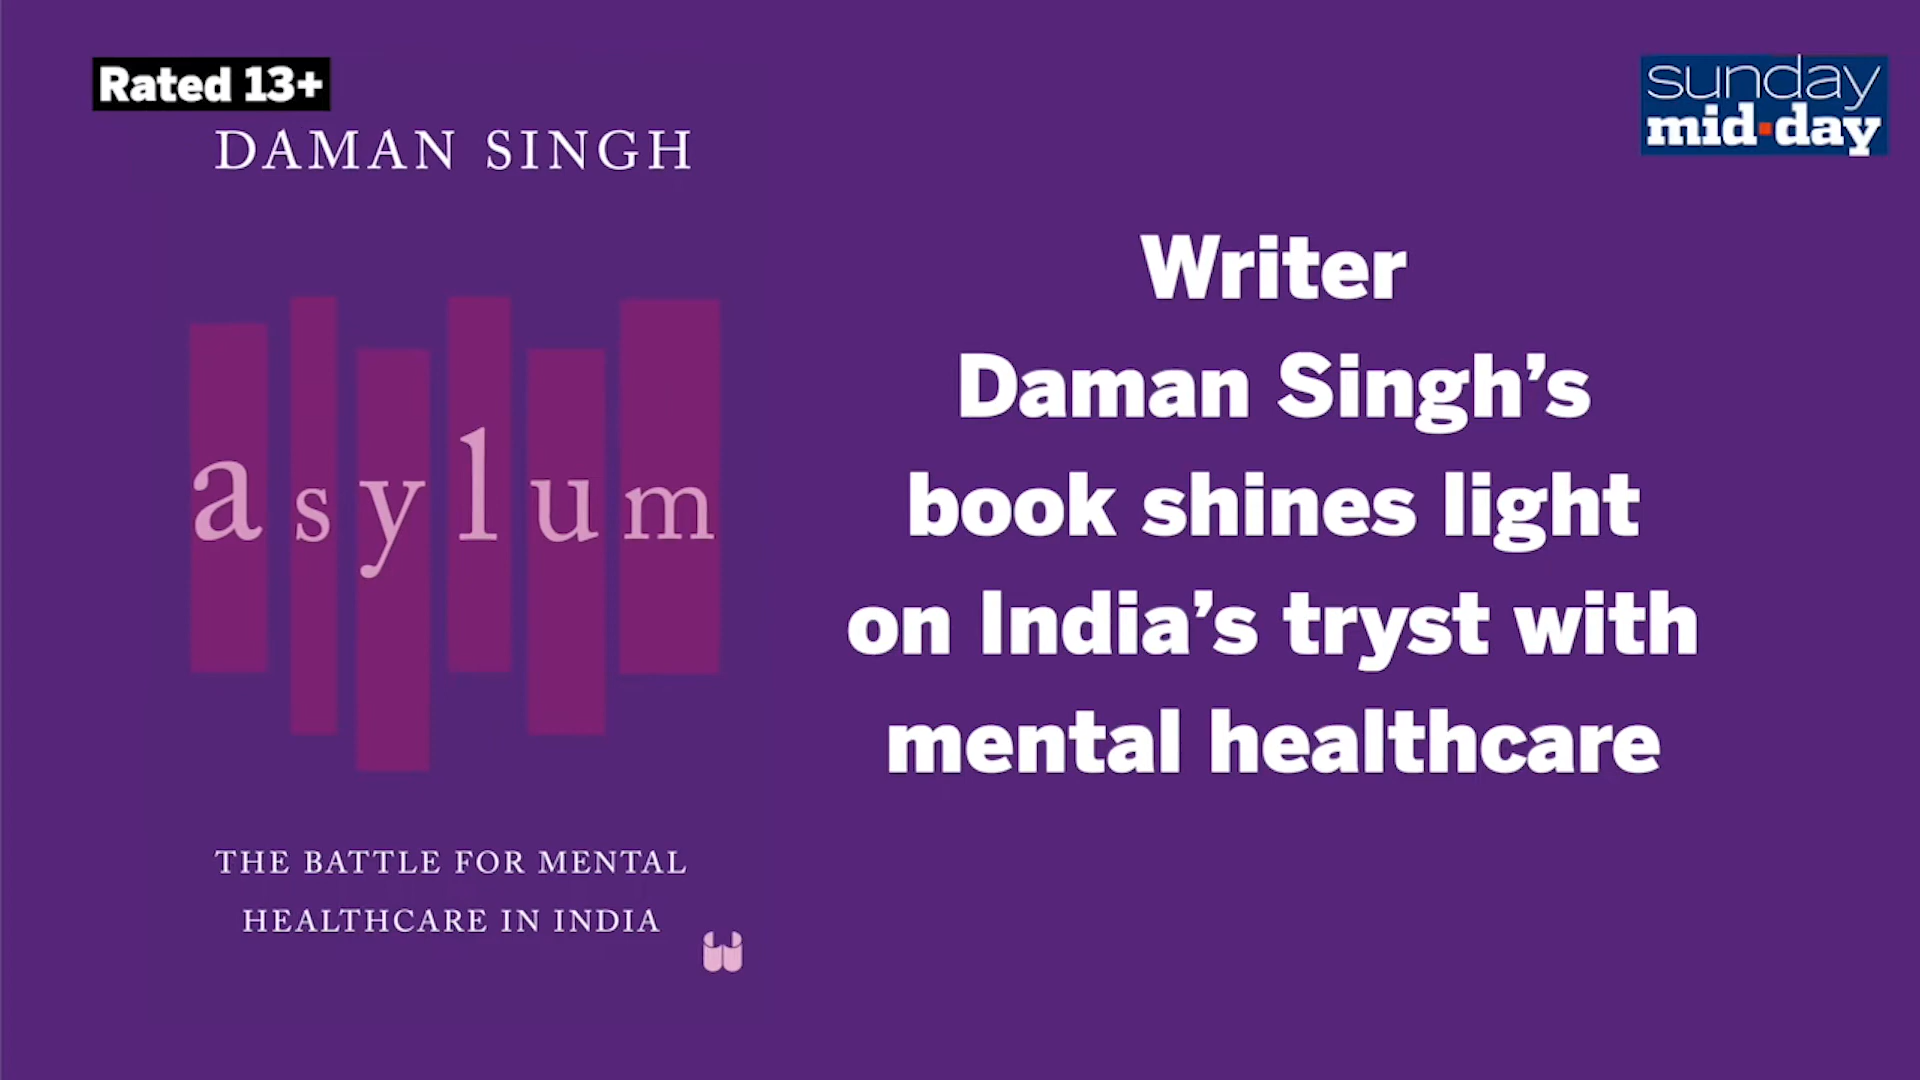 Rated 13+
DAMAN SINGH
asylum
THE BATTLE FOR MENTAL
HEALTHCARE IN INDIA
sunday
mid-day
Writer
Daman Singh’s
book shines light
on India’s tryst with
mental healthcare